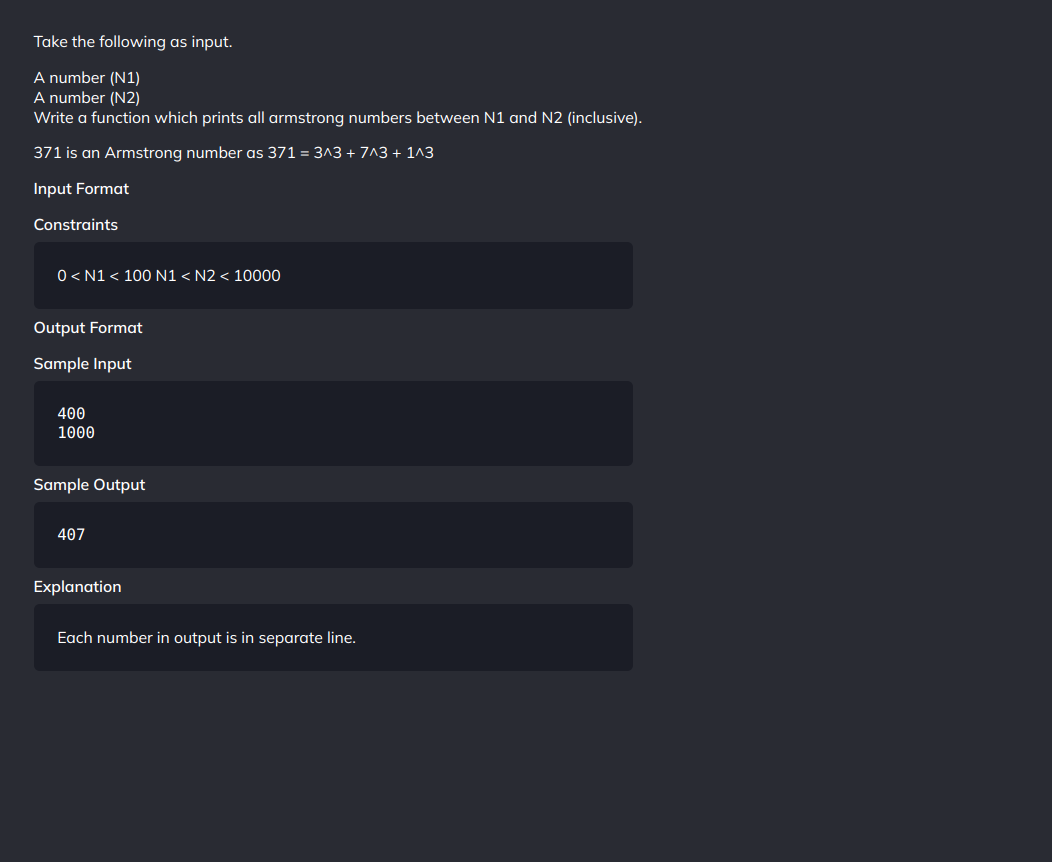 Take the following as input.
A number (N1)
A number (N2)
Write a function which prints all armstrong numbers between N1 and N2 (inclusive).
371 is an Armstrong number as 371 = 3^3 + 7^3 + 1^3
Input Format
Constraints
0 < N1 < 100 N1 < N2 < 10000
Output Format
Sample Input
400
1000
Sample Output
407
Explanation
Each number in output is in separate line.